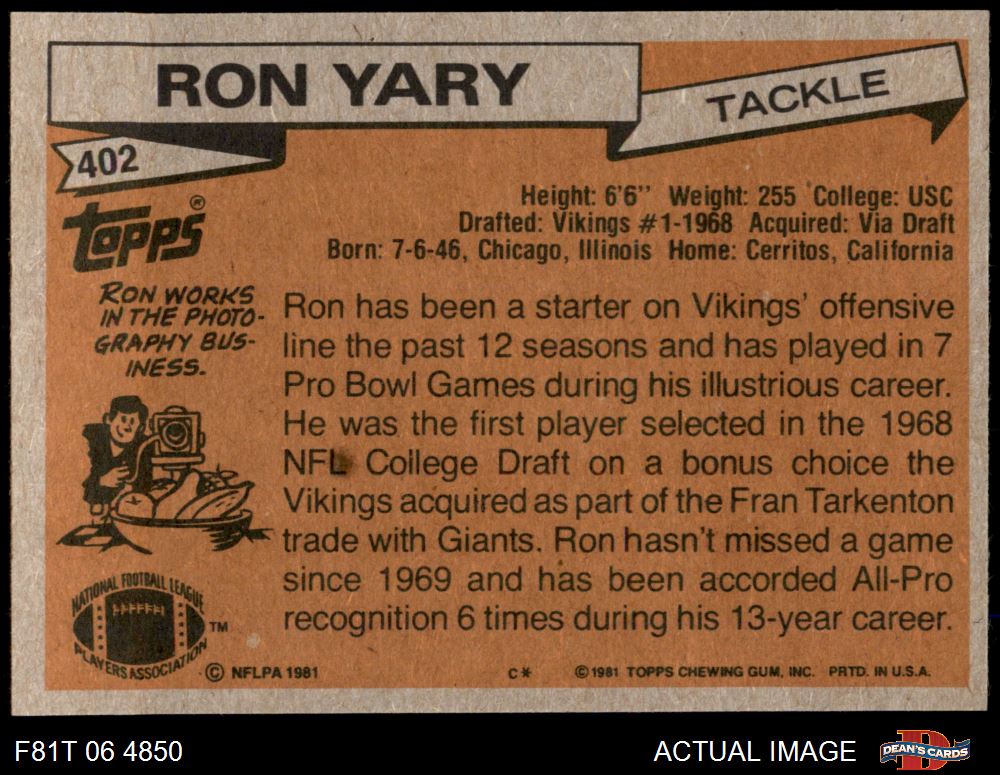 RON YARY
TACKLE
402
TOPPS®
Height: 6'6'' Weight: 255 College: USC
Drafted: Vikings #1-1968 Acquired: Via Draft
Born: 7-6-46, Chicago, Illinois Home: Cerritos, California
RON WORKS
IN THE PHOTO-
GRAPHY BUS-
INESS.
Ron has been a starter on Vikings' offensive
line the past 12 seasons and has played in 7
Pro Bowl Games during his illustrious career.
He was the first player selected in the 1968
NFL College Draft on a bonus choice the
Vikings acquired as part of the Fran Tarkenton
trade with Giants. Ron hasn't missed a game
since 1969 and has been accorded All-Pro
recognition 6 times during his 13-year career.
NATIONAL FOOTBALL LEAGUE
PLAYERS ASSOCIATION
TM
© NFLPA 1981
C*
© 1981 TOPPS CHEWING GUM, INC. PRTD. IN U.S.A.
F81T 06 4850
ACTUAL IMAGE
D
DEAN'S CARDS